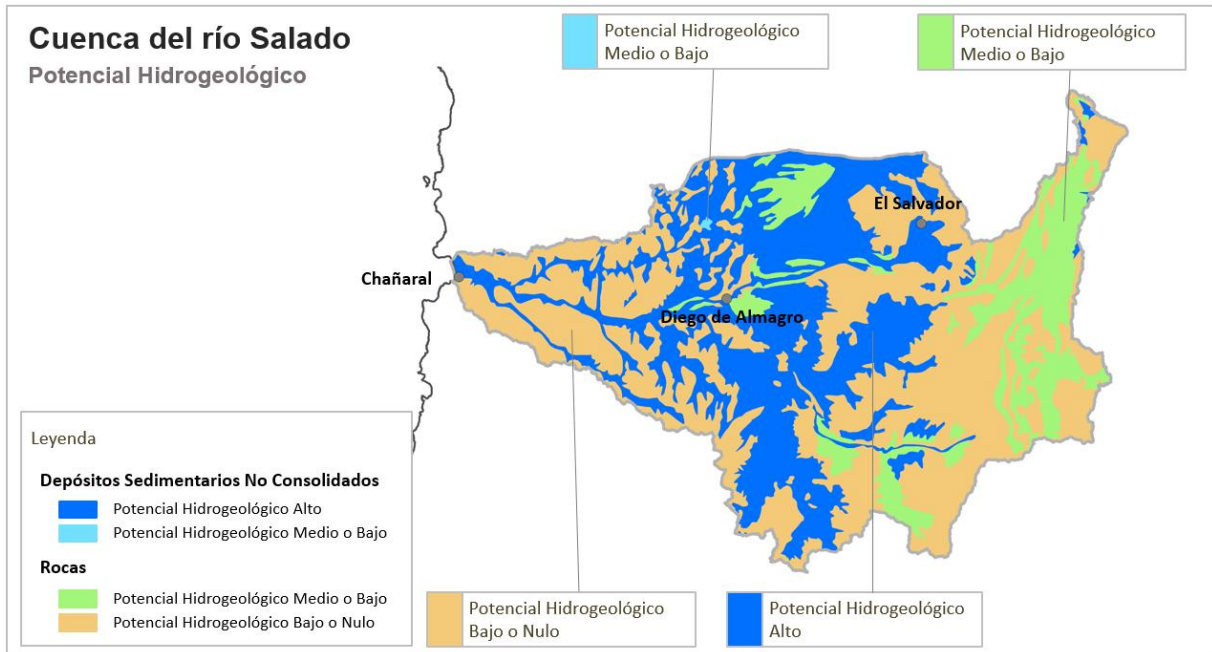 Cuenca del río Salado
Potencial Hidrogeológico
Potencial Hidrogeológico
Medio o Bajo
Potencial Hidrogeológico
Medio o Bajo
El Salvador
Chañaral
Diego de Almagro
Leyenda
Depósitos Sedimentarios No Consolidados
Potencial Hidrogeológico Alto
Potencial Hidrogeológico Medio o Bajo
Rocas
Potencial Hidrogeológico Medio o Bajo
Potencial Hidrogeológico Bajo o Nulo
Potencial Hidrogeológico
Bajo o Nulo
Potencial Hidrogeológico
Alto